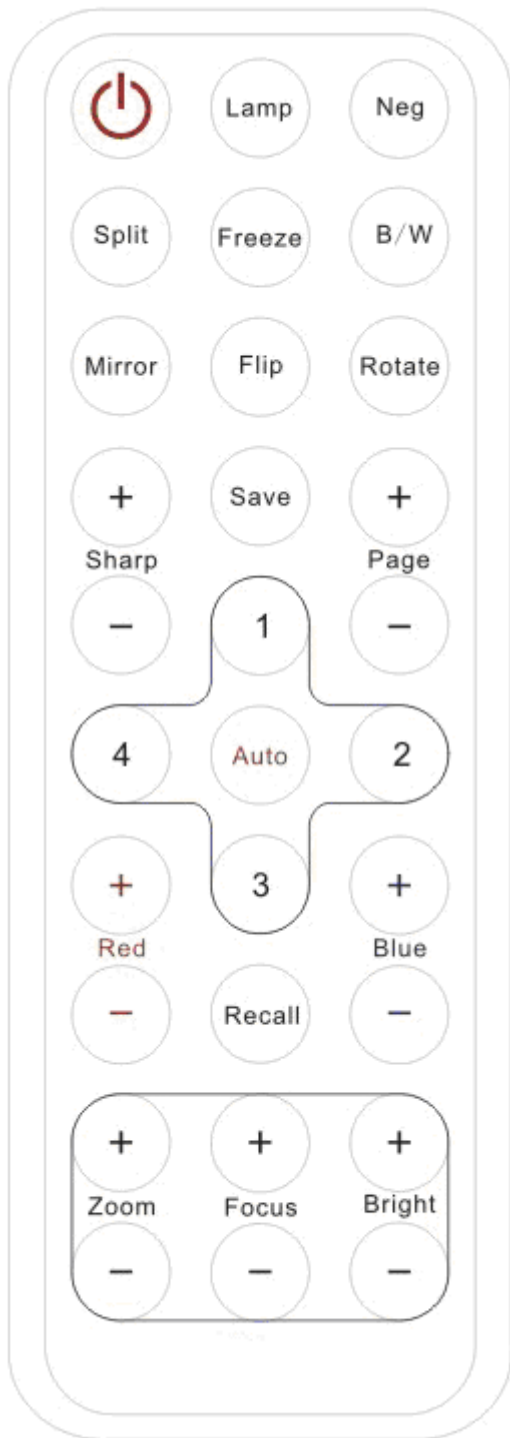 Lamp Neg
Split Freeze B/W
Mirror Flip Rotate
+ Save +
Sharp Page
− 1 −
4 Auto 2
+ 3 +
Red Blue
− Recall −
+ + +
Zoom Focus Bright
− − −